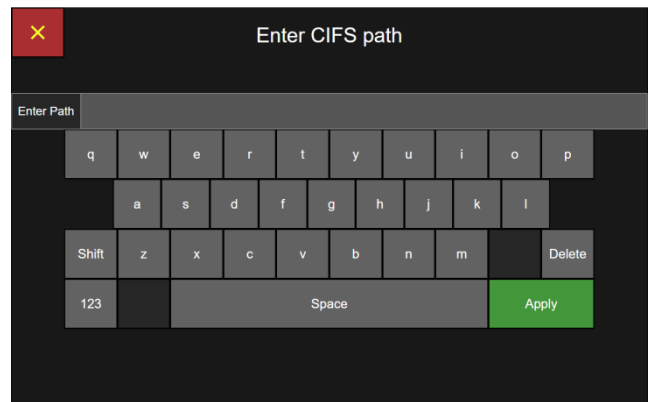 × Enter CIFS path
Enter Path
q w e r t y u i o p
a s d f g h j k l
Shift z x c v b n m Delete
123 Space Apply